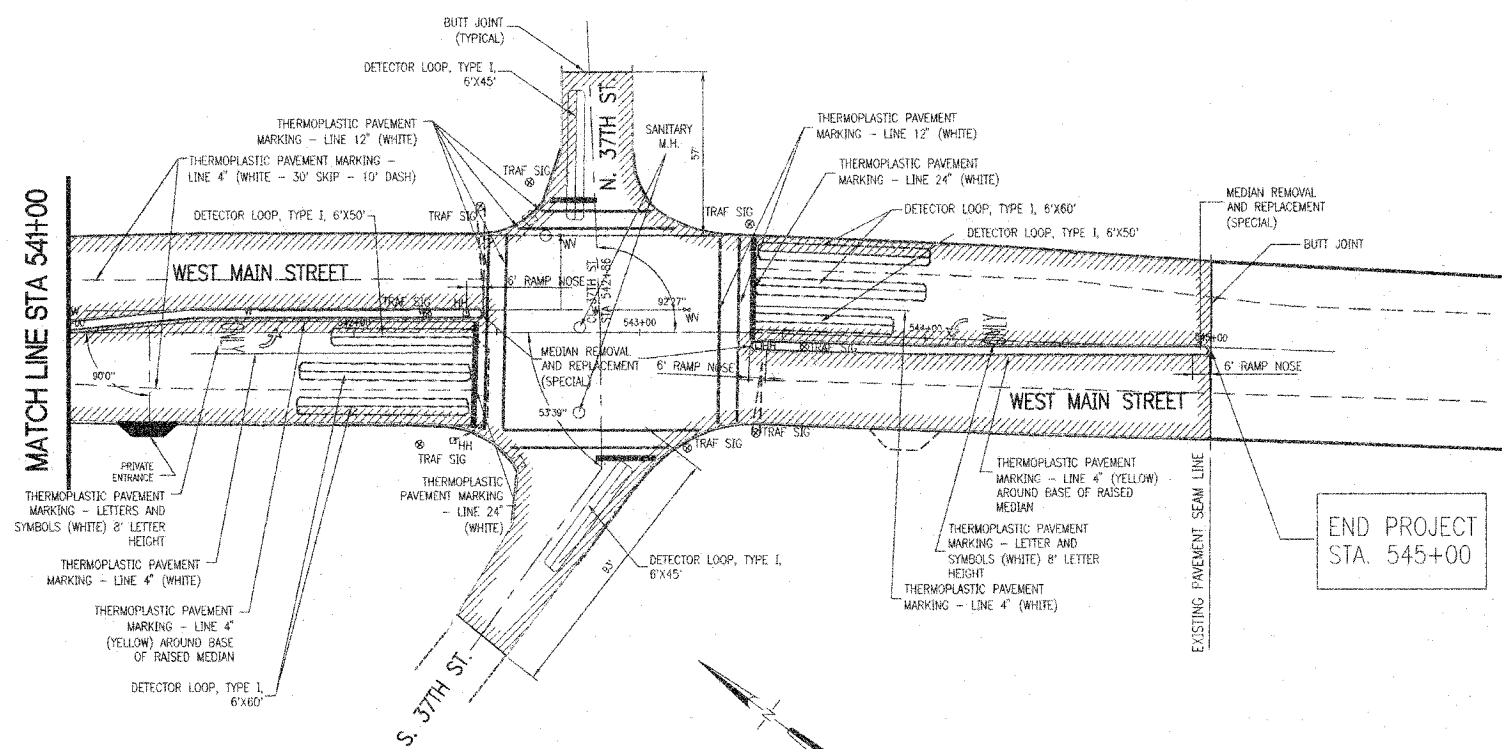 BUTT JOINT
(TYPICAL)
DETECTOR LOOP, TYPE I,
6'X45'
THERMOPLASTIC PAVEMENT
MARKING - LINE 12" (WHITE)
THERMOPLASTIC PAVEMENT MARKING -
LINE 4" (WHITE - 30' SKIP - 10' DASH)
DETECTOR LOOP, TYPE I, 6'X50'
TRAF SIG
TRAF SIG
N. 37TH ST.
SANITARY
M.H.
57'
THERMOPLASTIC PAVEMENT
MARKING - LINE 12" (WHITE)
THERMOPLASTIC PAVEMENT
MARKING - LINE 24" (WHITE)
TRAF SIG
DETECTOR LOOP, TYPE I, 6'X60'
DETECTOR LOOP, TYPE I, 6'X50'
MEDIAN REMOVAL
AND REPLACEMENT
(SPECIAL)
BUTT JOINT
MATCH LINE STA 541+00
WEST MAIN STREET
6' RAMP NOSE
TRAF SIG
HH
WV
37TH ST
STA 542+86
92'27"
WV
543+00
542+00
544+00
ONLY
ONLY
90'0"
MEDIAN REMOVAL
AND REPLACEMENT
(SPECIAL)
6' RAMP NOSE
HH
TRAF SIG
6' RAMP NOSE
WEST MAIN STREET
53'39"
TRAF SIG
TRAF SIG
HH
TRAF SIG
PRIVATE
ENTRANCE
THERMOPLASTIC PAVEMENT
MARKING - LETTERS AND
SYMBOLS (WHITE) 8' LETTER
HEIGHT
THERMOPLASTIC PAVEMENT
MARKING - LINE 4" (WHITE)
THERMOPLASTIC PAVEMENT
MARKING - LINE 4"
(YELLOW) AROUND BASE
OF RAISED MEDIAN
DETECTOR LOOP, TYPE I,
6'X60'
THERMOPLASTIC
PAVEMENT MARKING
- LINE 24"
(WHITE)
DETECTOR LOOP, TYPE I,
6'X45'
93'
S. 37TH ST.
N
THERMOPLASTIC PAVEMENT
MARKING - LINE 4" (YELLOW)
AROUND BASE OF RAISED
MEDIAN
THERMOPLASTIC PAVEMENT
MARKING - LETTER AND
SYMBOLS (WHITE) 8' LETTER
HEIGHT
THERMOPLASTIC PAVEMENT
MARKING - LINE 4" (WHITE)
EXISTING PAVEMENT SEAM LINE
END PROJECT
STA. 545+00